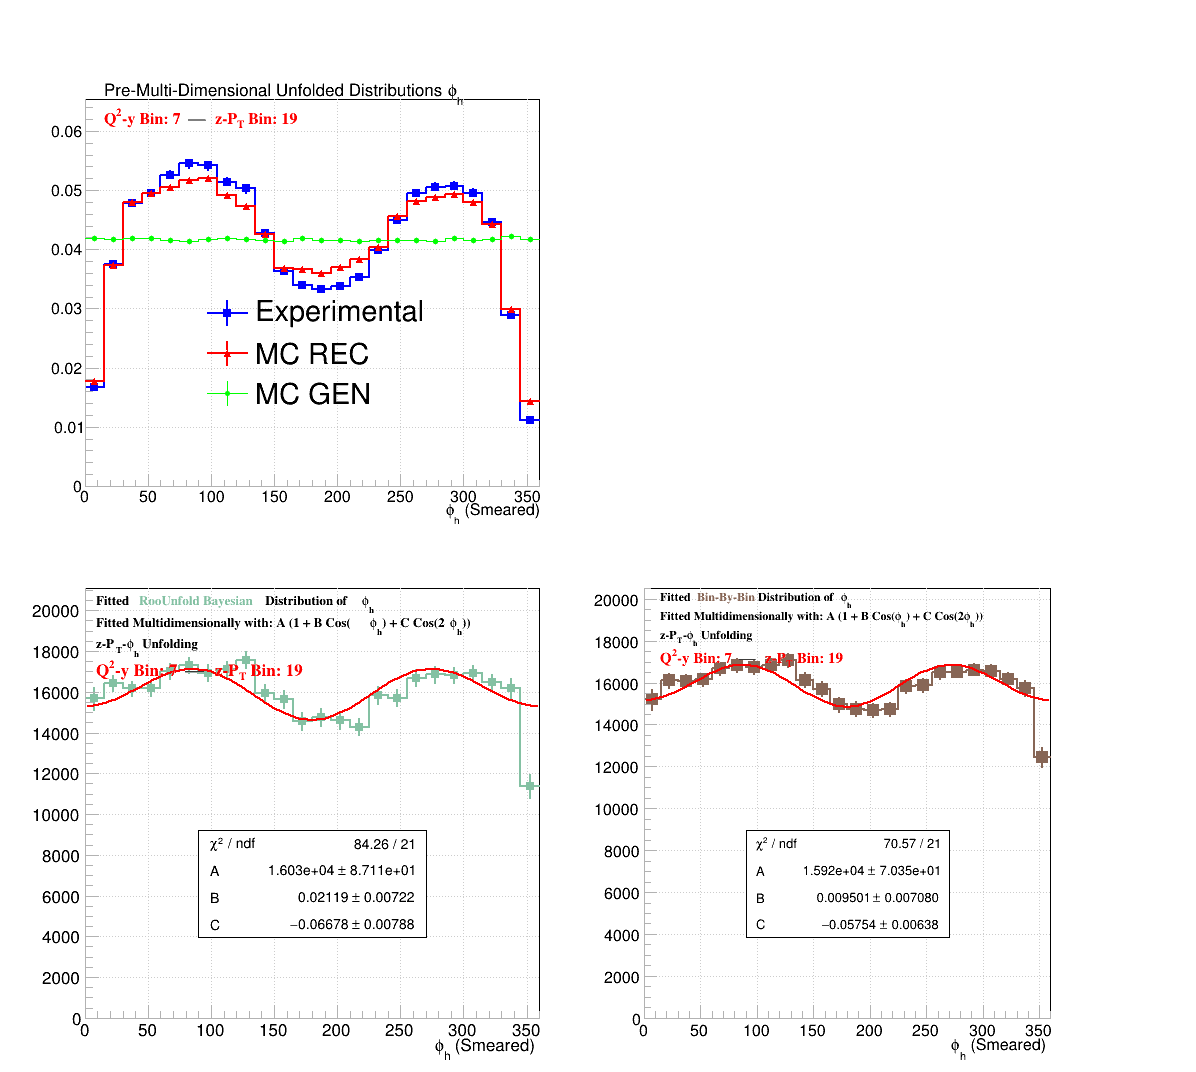 Pre-Multi-Dimensional Unfolded Distributions ϕh
Q²-y Bin: 7 — z-PT Bin: 19
0.06
0.05
0.04
0.03
0.02
0.01
0
Experimental
MC REC
MC GEN
0 50 100 150 200 250 300 350
ϕh (Smeared)
Fitted RooUnfold Bayesian Distribution of ϕh
Fitted Multidimensionally with: A (1 + B Cos( ϕh) + C Cos(2 ϕh))
z-PT-ϕh Unfolding
Q²-y Bin: 7 — z-PT Bin: 19
20000
18000
16000
14000
12000
10000
8000
6000
4000
2000
0
χ² / ndf 84.26 / 21
A 1.603e+04 ± 8.711e+01
B 0.02119 ± 0.00722
C −0.06678 ± 0.00788
0 50 100 150 200 250 300 350
ϕh (Smeared)
Fitted Bin-By-Bin Distribution of ϕh
Fitted Multidimensionally with: A (1 + B Cos(ϕh) + C Cos(2ϕh))
z-PT-ϕh Unfolding
Q²-y Bin: 7 — z-PT Bin: 19
20000
18000
16000
14000
12000
10000
8000
6000
4000
2000
0
χ² / ndf 70.57 / 21
A 1.592e+04 ± 7.035e+01
B 0.009501 ± 0.007080
C −0.05754 ± 0.00638
0 50 100 150 200 250 300 350
ϕh (Smeared)